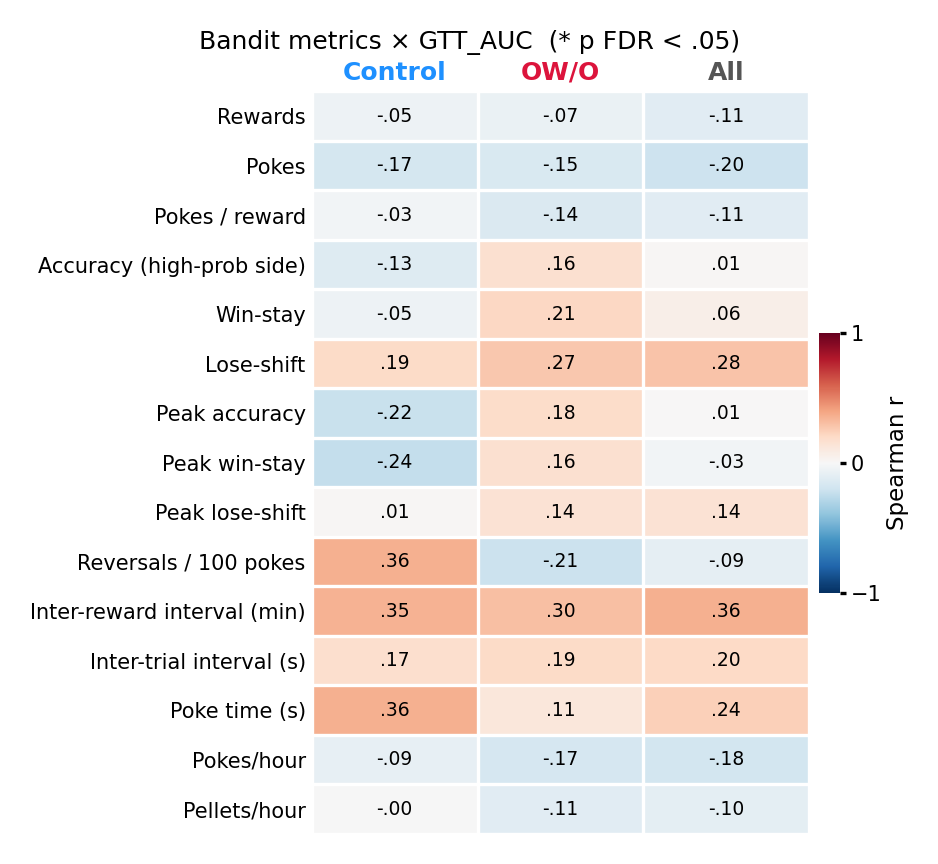 Bandit metrics × GTT_AUC (* p FDR < .05)
Control OW/O All
Rewards -.05 -.07 -.11
Pokes -.17 -.15 -.20
Pokes / reward -.03 -.14 -.11
Accuracy (high-prob side) -.13 .16 .01
Win-stay -.05 .21 .06
Lose-shift .19 .27 .28
Peak accuracy -.22 .18 .01
Peak win-stay -.24 .16 -.03
Peak lose-shift .01 .14 .14
Reversals / 100 pokes .36 -.21 -.09
Inter-reward interval (min) .35 .30 .36
Inter-trial interval (s) .17 .19 .20
Poke time (s) .36 .11 .24
Pokes/hour -.09 -.17 -.18
Pellets/hour -.00 -.11 -.10
1
0
−1
Spearman r